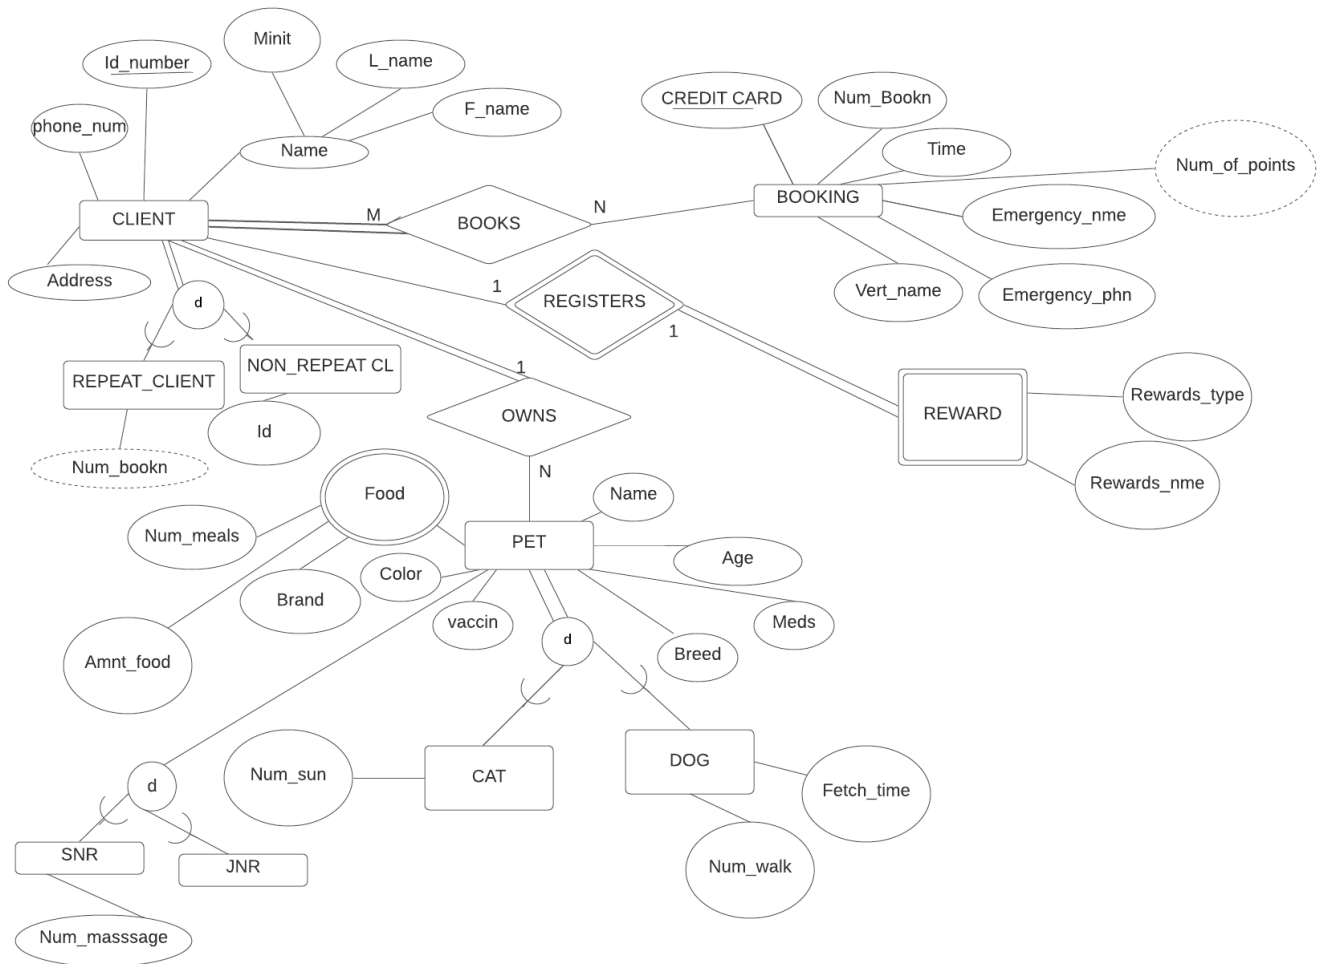 Minit
Id_number
L_name
F_name
phone_num
Name
CREDIT CARD
Num_Bookn
Time
Num_of_points
CLIENT
M
BOOKS
N
BOOKING
Emergency_nme
Address
1
REGISTERS
Vert_name
Emergency_phn
d
1
REPEAT_CLIENT
NON_REPEAT CL
1
OWNS
REWARD
Rewards_type
Id
Num_bookn
N
Rewards_nme
Food
Name
Num_meals
PET
Age
Color
Brand
vaccin
Meds
d
Breed
Amnt_food
Num_sun
CAT
DOG
Fetch_time
d
SNR
JNR
Num_walk
Num_masssage